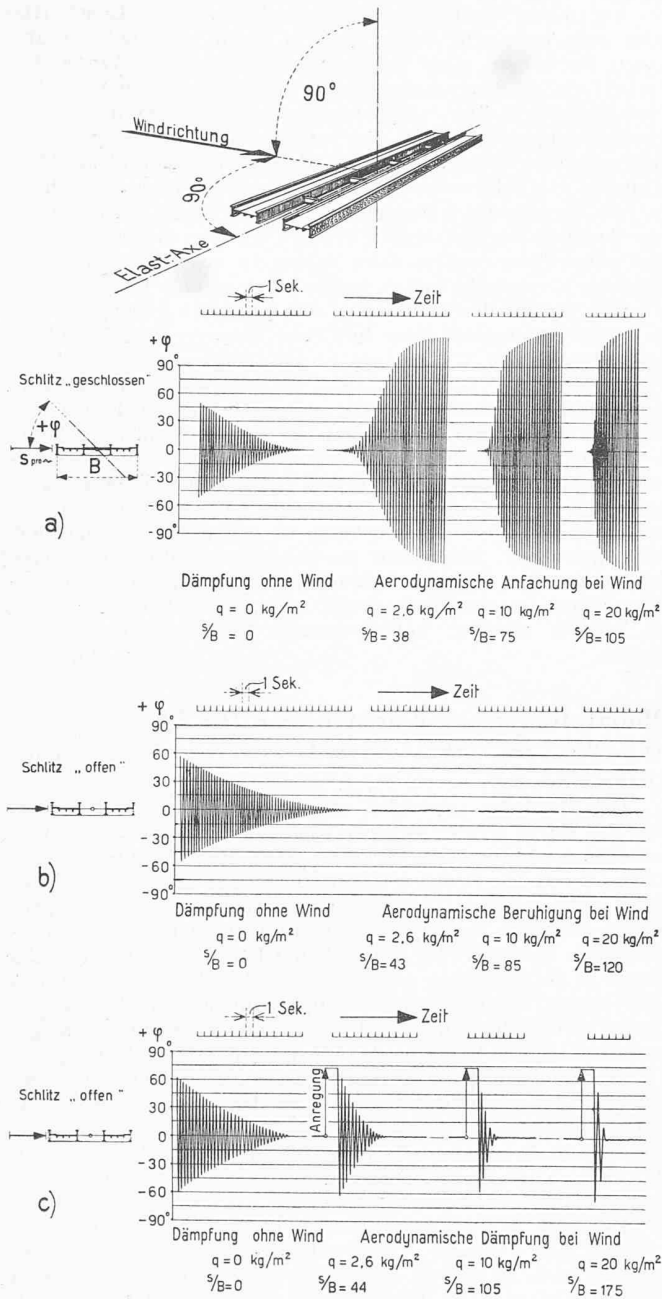 90°
Windrichtung
90°
Elast-Axe
1 Sek. Zeit
+φ
90°
60
30
0
-30
-60
-90°
Schlitz „geschlossen"
+φ
B
a)
Dämpfung ohne Wind Aerodynamische Anfachung bei Wind
q = 0 kg/m² q = 2,6 kg/m² q = 10 kg/m² q = 20 kg/m²
s/B = 0 s/B = 38 s/B = 75 s/B = 105
1 Sek. Zeit
+φ
90°
60
30
0
-30
-60
-90°
Schlitz „offen"
b)
Dämpfung ohne Wind Aerodynamische Beruhigung bei Wind
q = 0 kg/m² q = 2,6 kg/m² q = 10 kg/m² q = 20 kg/m²
s/B = 0 s/B = 43 s/B = 85 s/B = 120
1 Sek. Zeit
+φ
90°
60
30
0
-30
-60
-90°
Schlitz „offen"
Anregung
c)
Dämpfung ohne Wind Aerodynamische Dämpfung bei Wind
q = 0 kg/m² q = 2,6 kg/m² q = 10 kg/m² q = 20 kg/m²
s/B = 0 s/B = 44 s/B = 105 s/B = 175